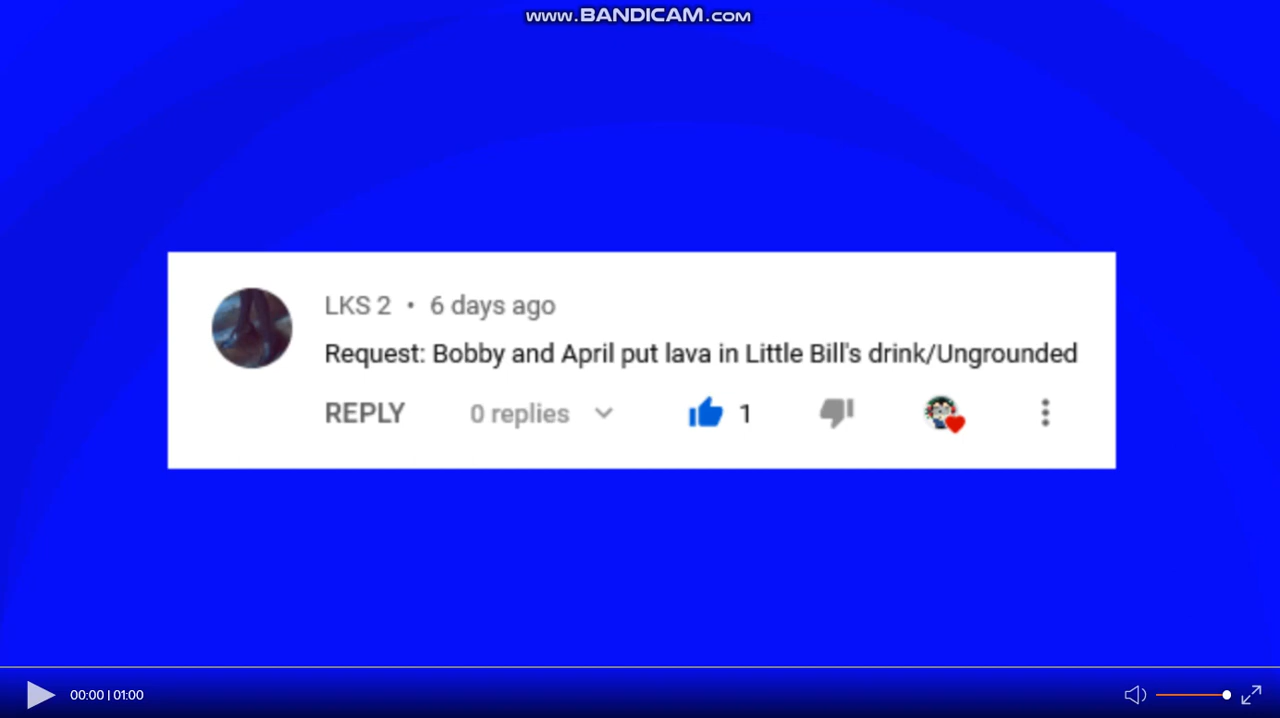 www.BANDICAM.com
LKS 2 • 6 days ago
Request: Bobby and April put lava in Little Bill's drink/Ungrounded
REPLY 0 replies 1
00:00 | 01:00